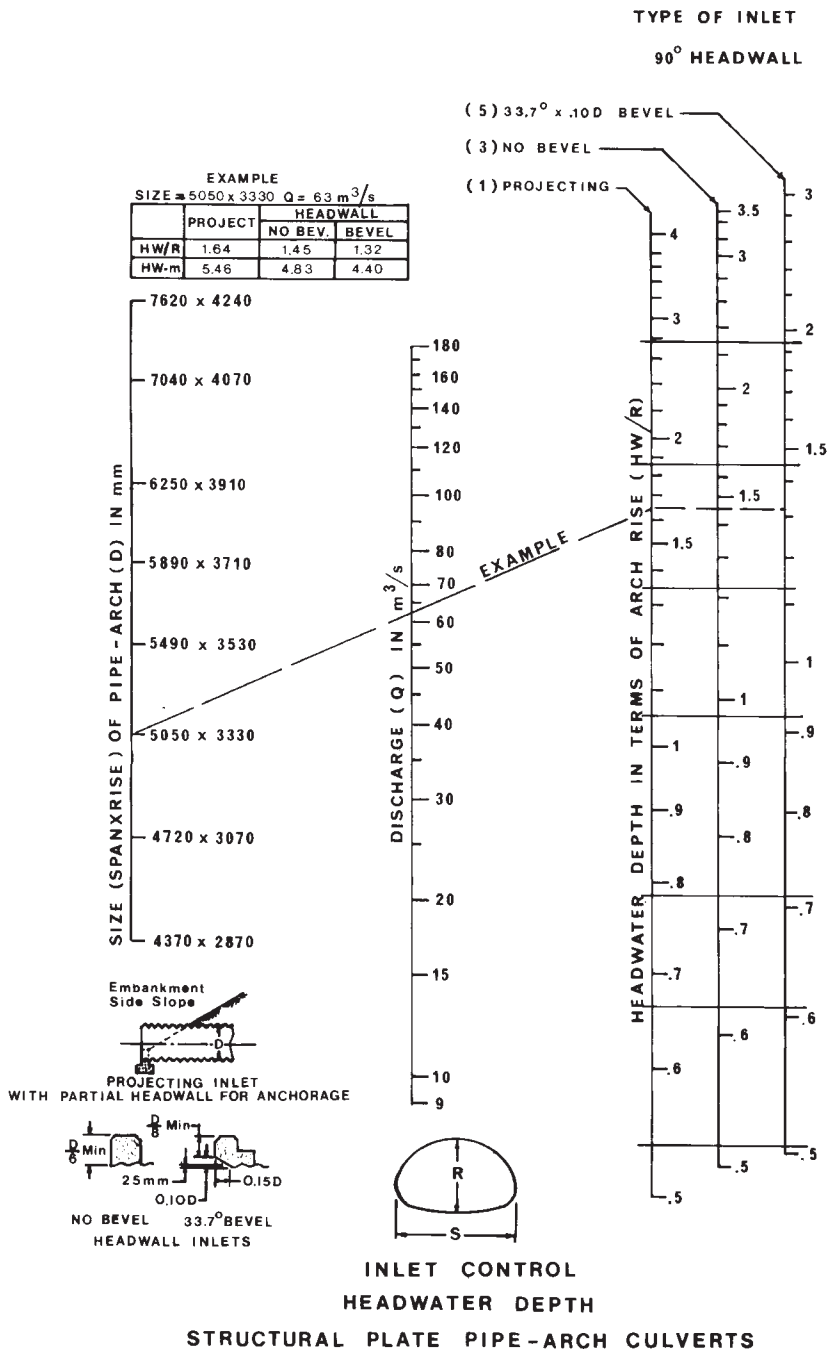 TYPE OF INLET
90° HEADWALL
(5) 33.7° x .10D BEVEL
(3) NO BEVEL
(1) PROJECTING
EXAMPLE
SIZE = 5050 x 3330 Q = 63 m3/s
PROJECT HEADWALL
NO BEV. BEVEL
HW/R 1.64 1.45 1.32
HW-m 5.46 4.83 4.40
SIZE (SPANXRISE) OF PIPE-ARCH (D) IN mm
7620 x 4240
7040 x 4070
6250 x 3910
5890 x 3710
5490 x 3530
5050 x 3330
4720 x 3070
4370 x 2870
DISCHARGE (Q) IN m3/s
180
160
140
120
100
80
70
60
50
40
30
20
15
10
9
EXAMPLE
HEADWATER DEPTH IN TERMS OF ARCH RISE (HW/R)
4
3
2
1.5
1
.9
.8
.7
.6
.5
3.5
3
2
1.5
1
.9
.8
.7
.6
.5
3
2
1.5
1
.9
.8
.7
.6
.5
Embankment
Side Slope
D
PROJECTING INLET
WITH PARTIAL HEADWALL FOR ANCHORAGE
D/6 Min
D/8 Min
25mm
0.15D
0.10D
NO BEVEL 33.7° BEVEL
HEADWALL INLETS
R
S
INLET CONTROL
HEADWATER DEPTH
STRUCTURAL PLATE PIPE-ARCH CULVERTS